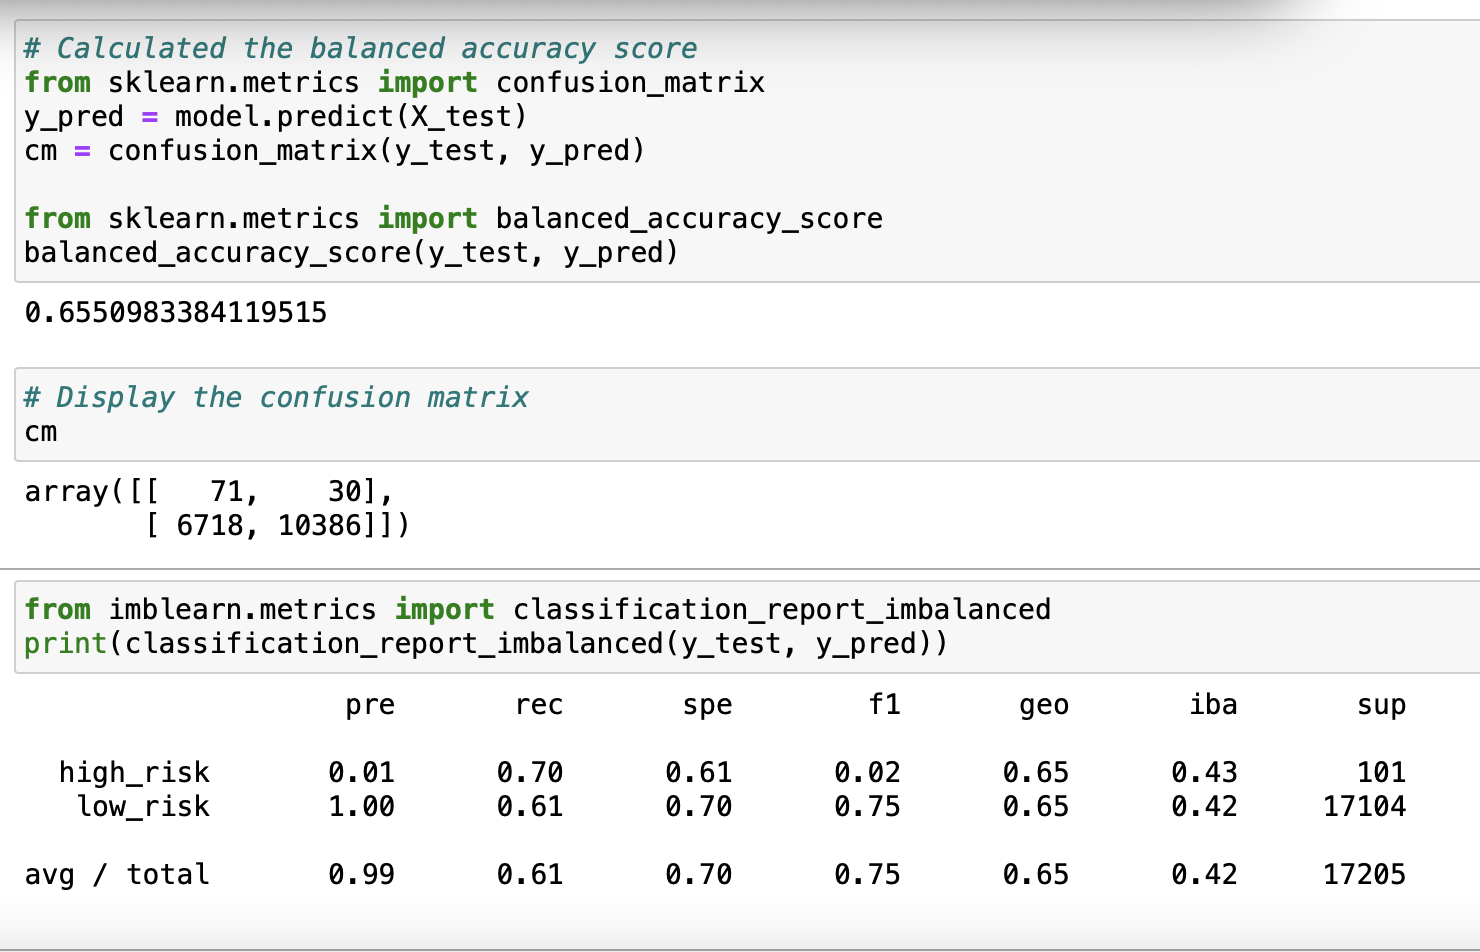 # Calculated the balanced accuracy score
from sklearn.metrics import confusion_matrix
y_pred = model.predict(X_test)
cm = confusion_matrix(y_test, y_pred)
from sklearn.metrics import balanced_accuracy_score
balanced_accuracy_score(y_test, y_pred)
0.6550983384119515
# Display the confusion matrix
cm
array([[   71,    30],
       [ 6718, 10386]])
from imblearn.metrics import classification_report_imbalanced
print(classification_report_imbalanced(y_test, y_pred))
                   pre       rec       spe        f1       geo       iba       sup
  high_risk       0.01      0.70      0.61      0.02      0.65      0.43       101
   low_risk       1.00      0.61      0.70      0.75      0.65      0.42     17104
avg / total       0.99      0.61      0.70      0.75      0.65      0.42     17205